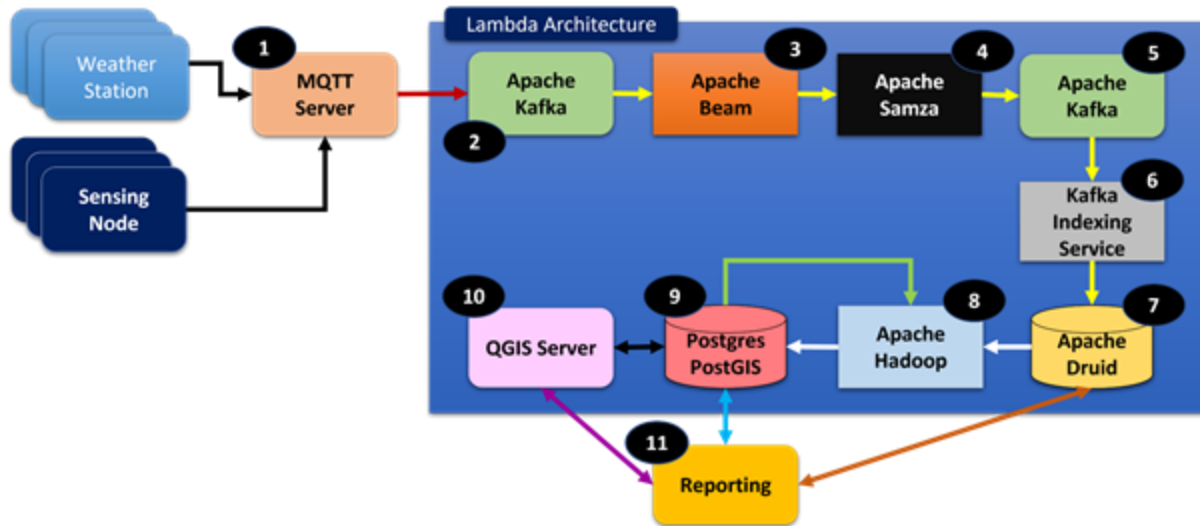 Lambda Architecture
Weather
Station
1
MQTT
Server
Apache
Kafka
2
3
Apache
Beam
4
Apache
Samza
5
Apache
Kafka
Sensing
Node
6
Kafka
Indexing
Service
10
QGIS Server
9
Postgres
PostGIS
8
Apache
Hadoop
7
Apache
Druid
11
Reporting